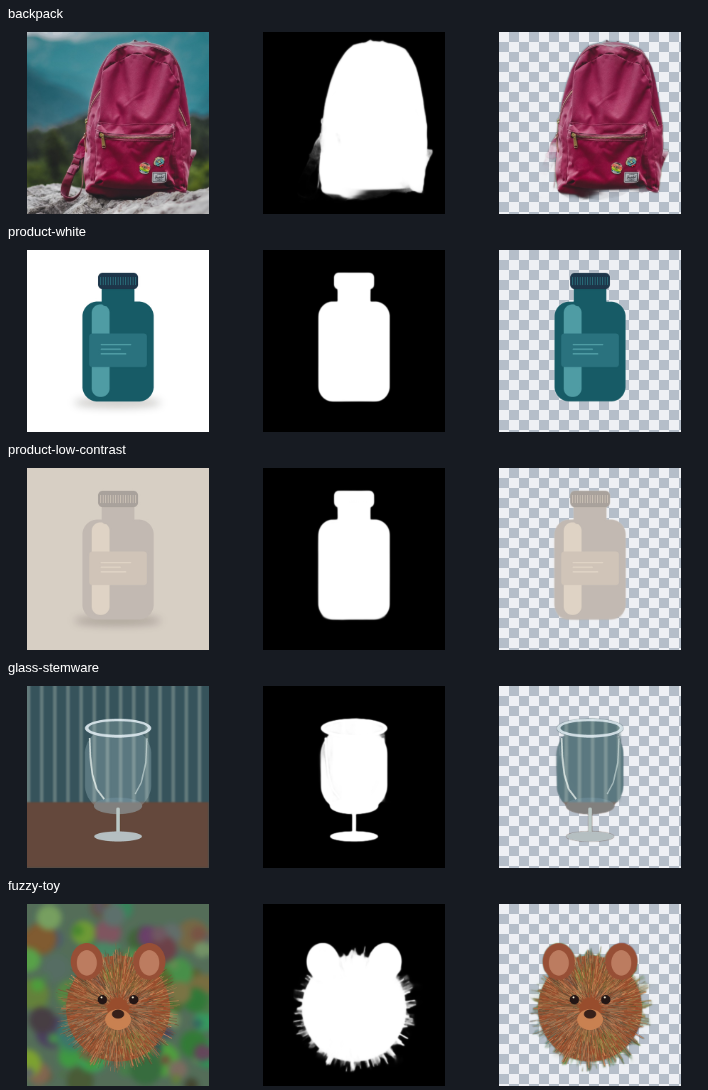 backpack
product-white
product-low-contrast
glass-stemware
fuzzy-toy